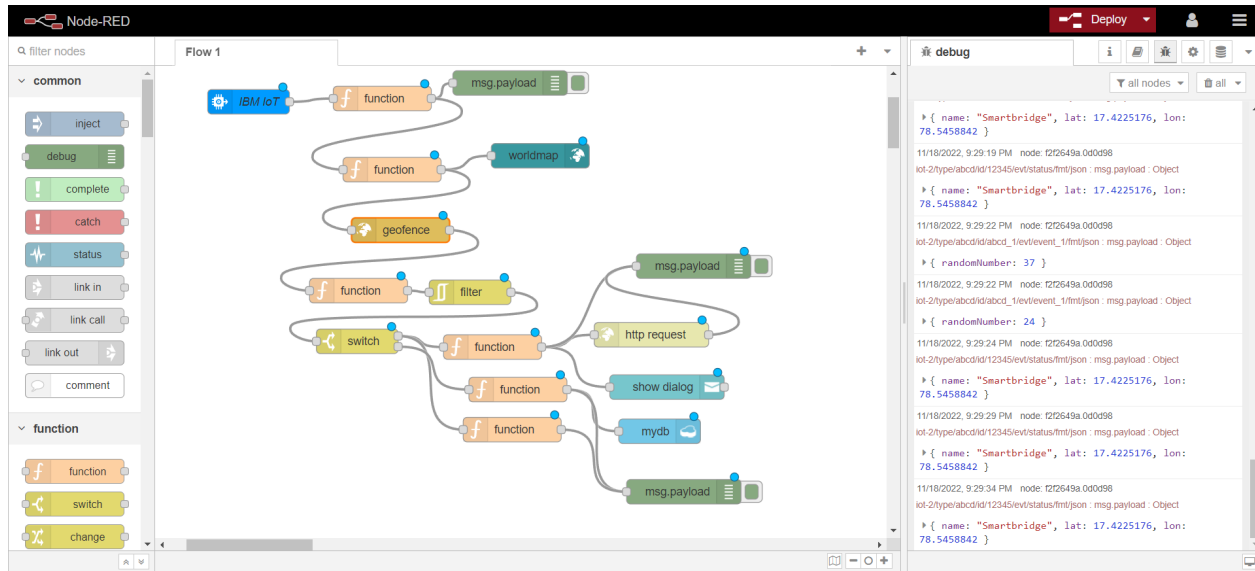 Node-RED
Deploy
filter nodes
common
inject
debug
complete
catch
status
link in
link call
link out
comment
function
function
switch
change
Flow 1
IBM IoT
function
msg.payload
function
worldmap
geofence
function
filter
msg.payload
switch
function
http request
function
show dialog
function
mydb
msg.payload
debug
i
all nodes
all
{ name: "Smartbridge", lat: 17.4225176, lon:
78.5458842 }
11/18/2022, 9:29:19 PM node: f2f2649a.0d0d98
iot-2/type/abcd/id/12345/evt/status/fmt/json : msg.payload : Object
{ name: "Smartbridge", lat: 17.4225176, lon:
78.5458842 }
11/18/2022, 9:29:22 PM node: f2f2649a.0d0d98
iot-2/type/abcd/id/abcd_1/evt/event_1/fmt/json : msg.payload : Object
{ randomNumber: 37 }
11/18/2022, 9:29:22 PM node: f2f2649a.0d0d98
iot-2/type/abcd/id/abcd_1/evt/event_1/fmt/json : msg.payload : Object
{ randomNumber: 24 }
11/18/2022, 9:29:24 PM node: f2f2649a.0d0d98
iot-2/type/abcd/id/12345/evt/status/fmt/json : msg.payload : Object
{ name: "Smartbridge", lat: 17.4225176, lon:
78.5458842 }
11/18/2022, 9:29:29 PM node: f2f2649a.0d0d98
iot-2/type/abcd/id/12345/evt/status/fmt/json : msg.payload : Object
{ name: "Smartbridge", lat: 17.4225176, lon:
78.5458842 }
11/18/2022, 9:29:34 PM node: f2f2649a.0d0d98
iot-2/type/abcd/id/12345/evt/status/fmt/json : msg.payload : Object
{ name: "Smartbridge", lat: 17.4225176, lon:
78.5458842 }